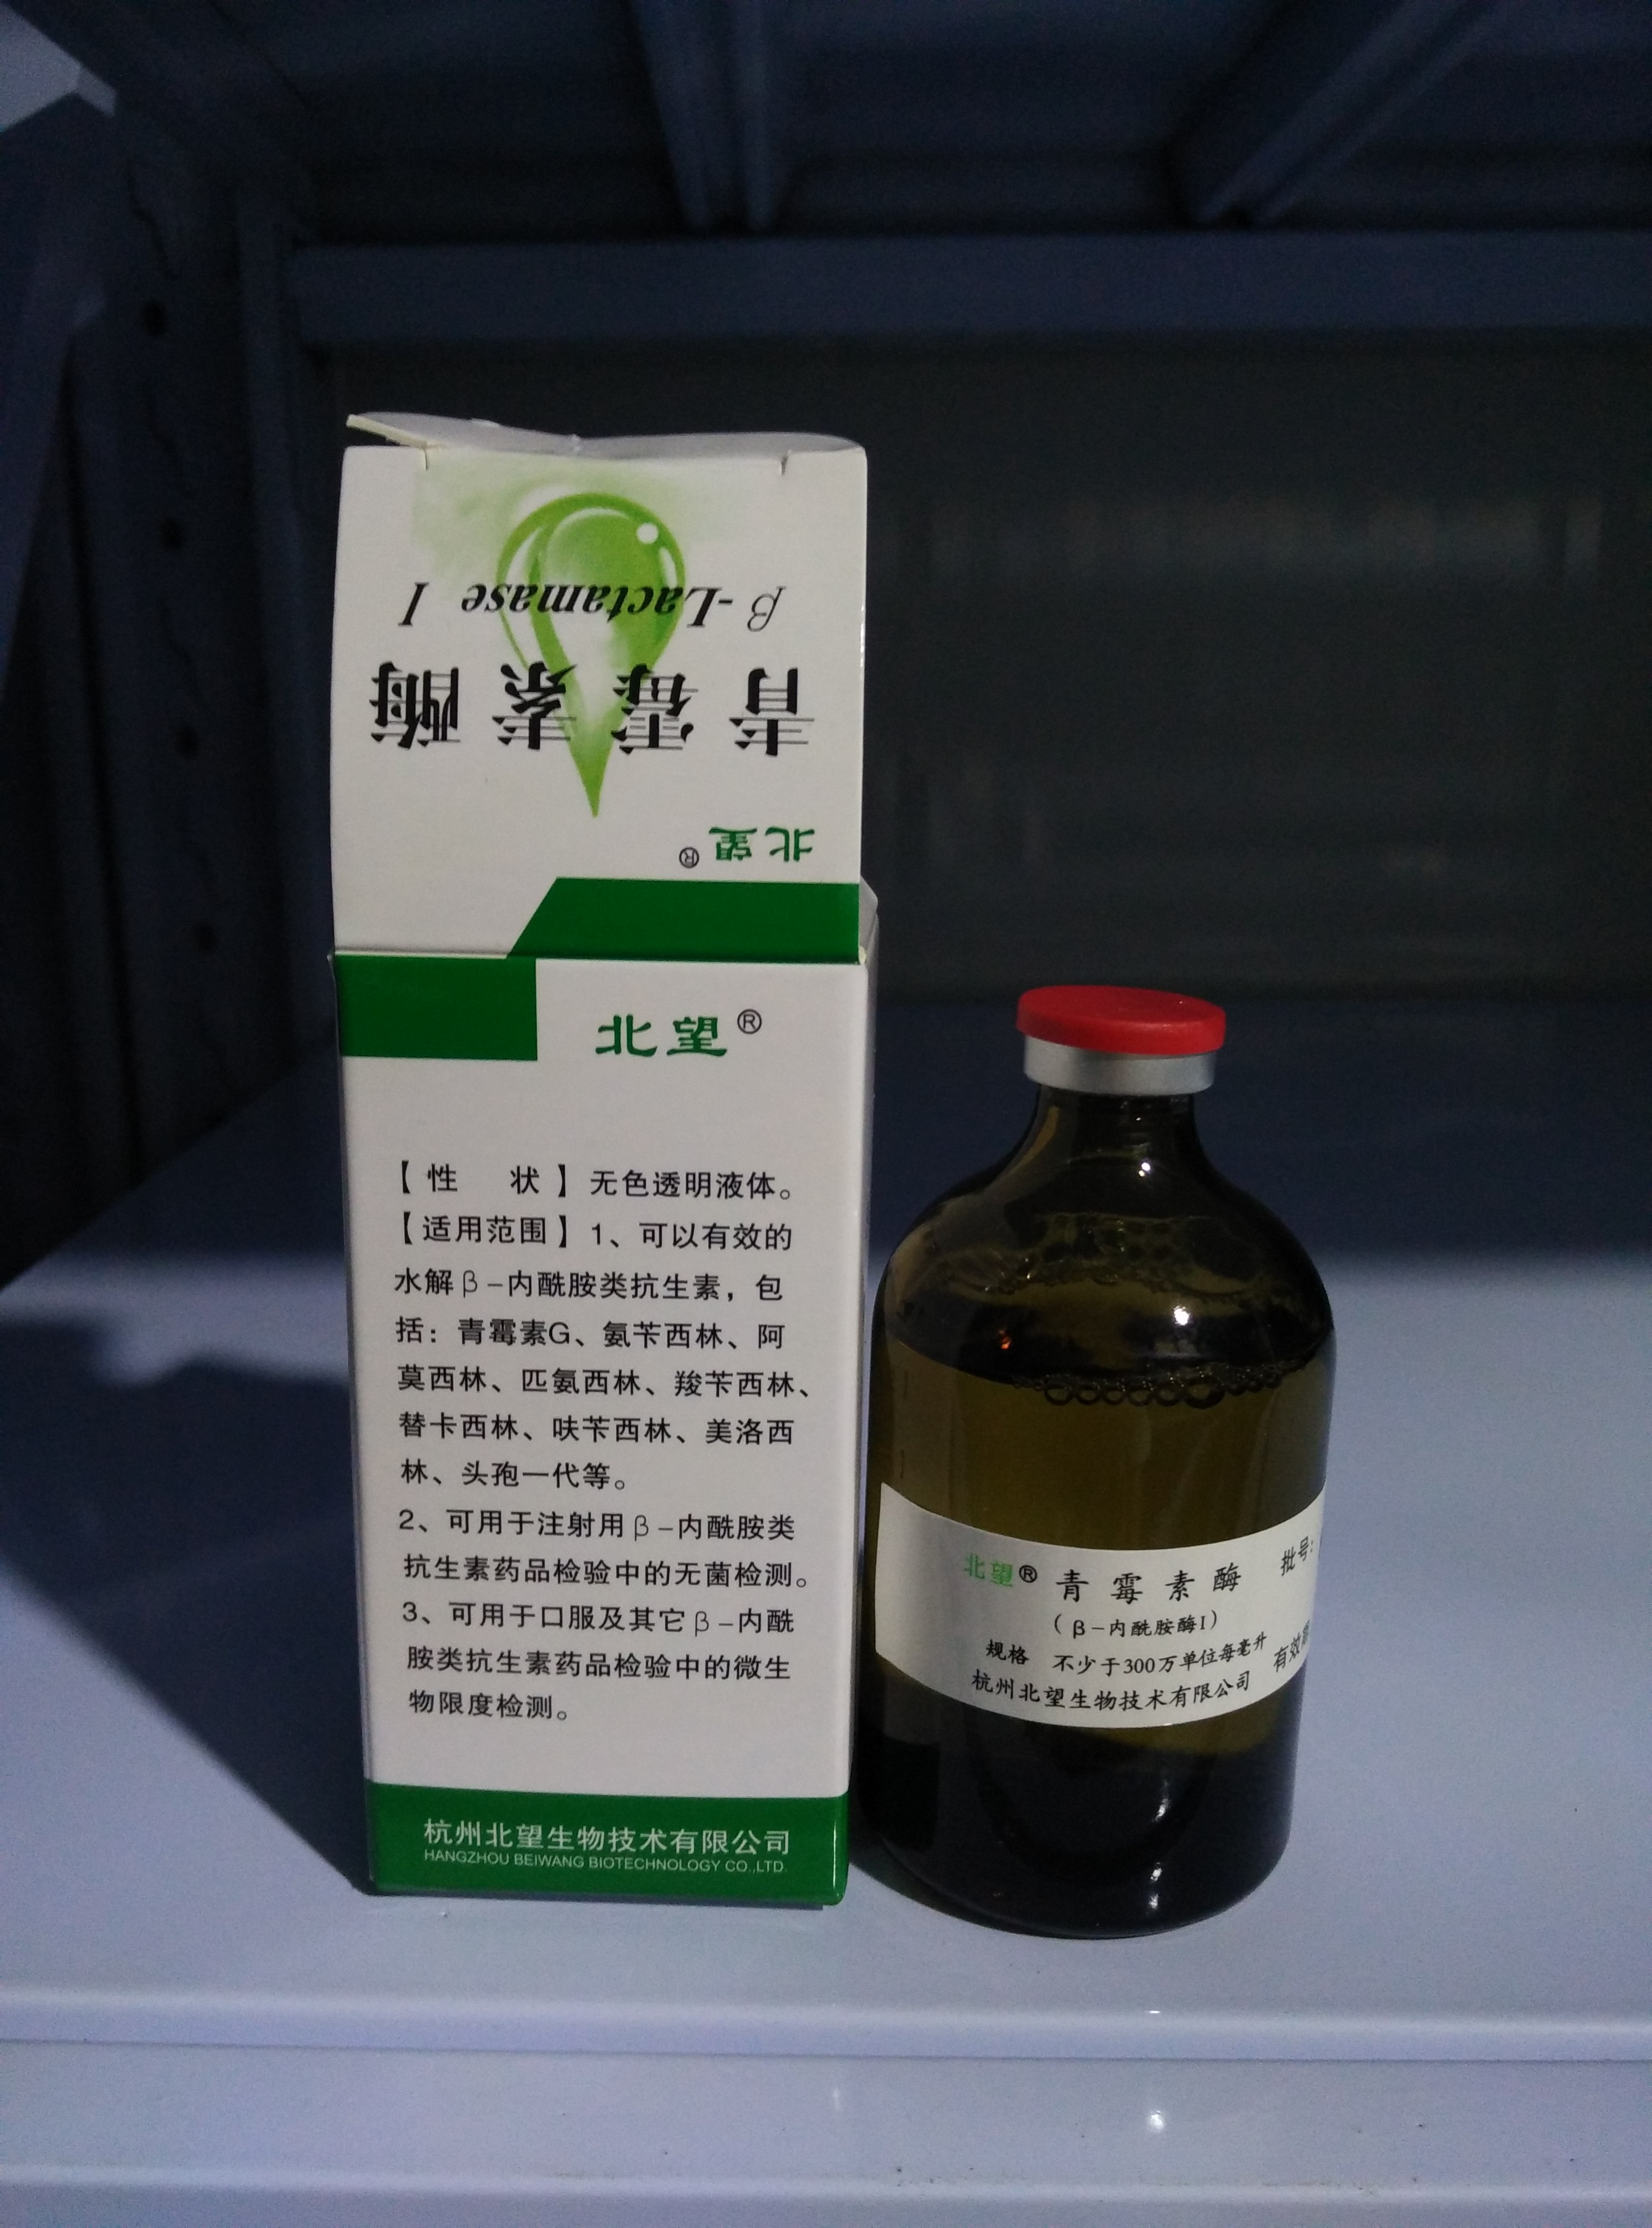 β-Lactamase I
青霉素酶
北望®
北望®
【性 状】无色透明液体。
【适用范围】1、可以有效的
水解β-内酰胺类抗生素，包
括：青霉素G、氨苄西林、阿
莫西林、匹氨西林、羧苄西林、
替卡西林、呋苄西林、美洛西
林、头孢一代等。
2、可用于注射用β-内酰胺类
抗生素药品检验中的无菌检测。
3、可用于口服及其它β-内酰
胺类抗生素药品检验中的微生
物限度检测。
杭州北望生物技术有限公司
HANGZHOU BEIWANG BIOTECHNOLOGY CO.,LTD.
北望® 青霉素酶
（β-内酰胺酶I）
规格 不少于300万单位每毫升
杭州北望生物技术有限公司
批号：
有效期